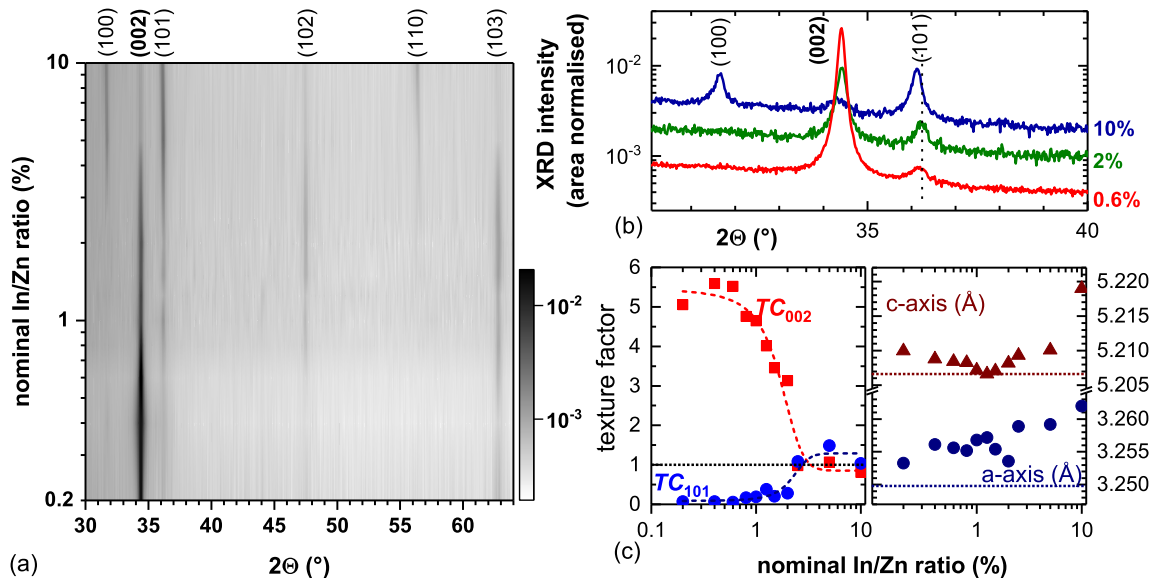 (100)
(002)
(101)
(102)
(110)
(103)
nominal In/Zn ratio (%)
10
1
0.2
30 35 40 45 50 55 60
2Θ (°)
10-2
10-3
(a)
XRD intensity
(area normalised)
10-2
10-3
(100)
(002)
(101)
10%
2%
0.6%
35 40
2Θ (°)
(b)
texture factor
6
5
4
3
2
1
0
TC002
TC101
0.1 1 10
c-axis (Å)
a-axis(Å)
1 10
5.220
5.215
5.210
5.205
3.260
3.255
3.250
nominal In/Zn ratio (%)
(c)